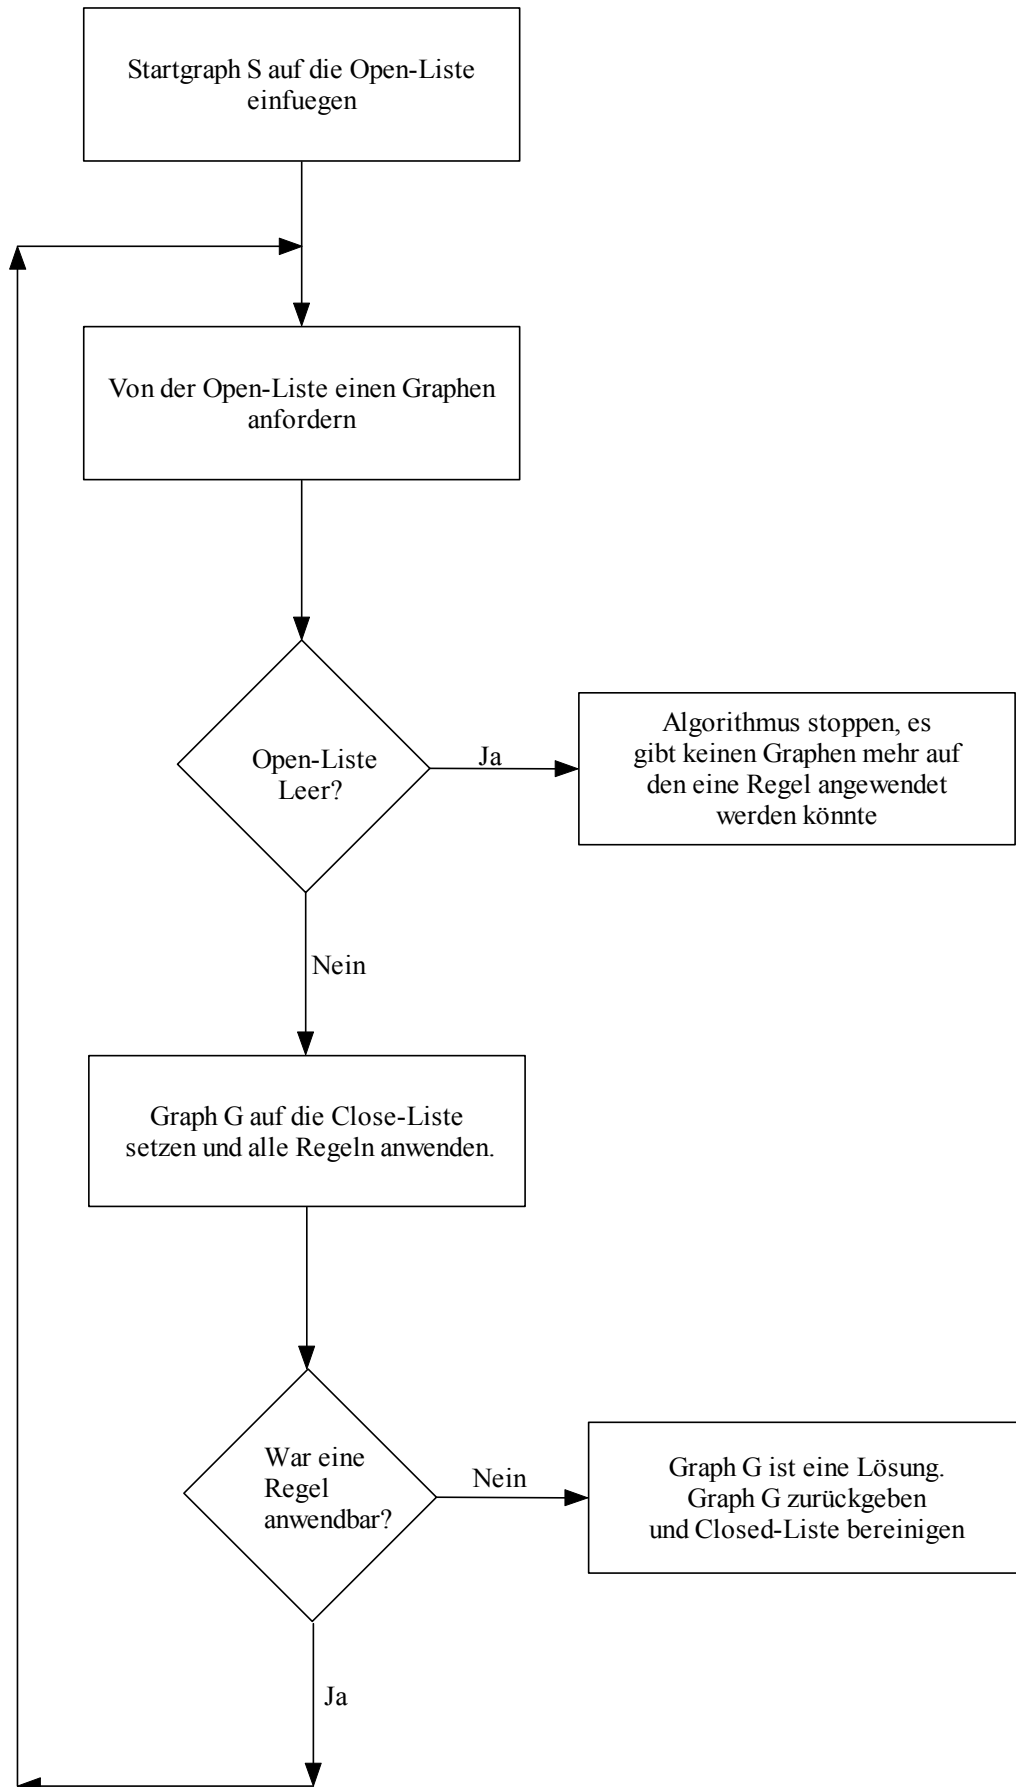 Startgraph S auf die Open-Liste
einfuegen
Von der Open-Liste einen Graphen
anfordern
Open-Liste
Leer?
Ja
Algorithmus stoppen, es
gibt keinen Graphen mehr auf
den eine Regel angewendet
werden könnte
Nein
Graph G auf die Close-Liste
setzen und alle Regeln anwenden.
War eine
Regel
anwendbar?
Nein
Graph G ist eine Lösung.
Graph G zurückgeben
und Closed-Liste bereinigen
Ja